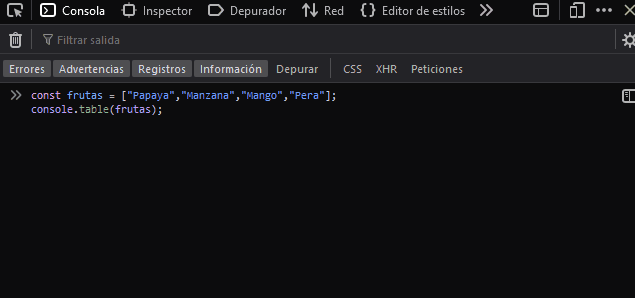 Consola Inspector Depurador Red Editor de estilos
Filtrar salida
Errores Advertencias Registros Información Depurar CSS XHR Peticiones
const frutas = ["Papaya","Manzana","Mango","Pera"];
console.table(frutas);